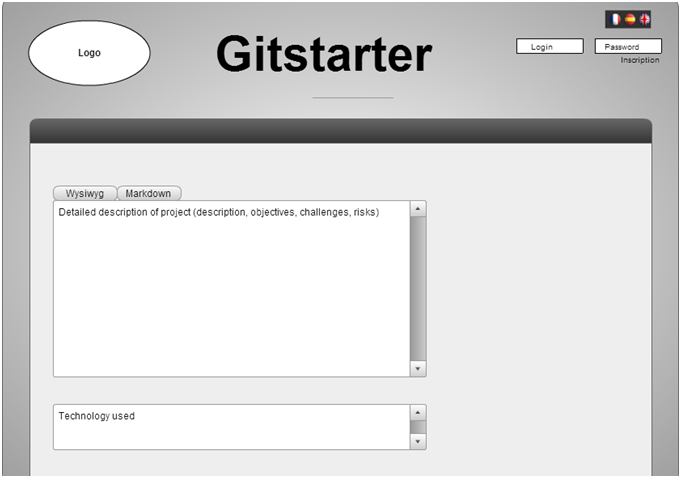 Logo
Gitstarter
Login
Password
Inscription
Wysiwyg
Markdown
Detailed description of project (description, objectives, challenges, risks)
Technology used